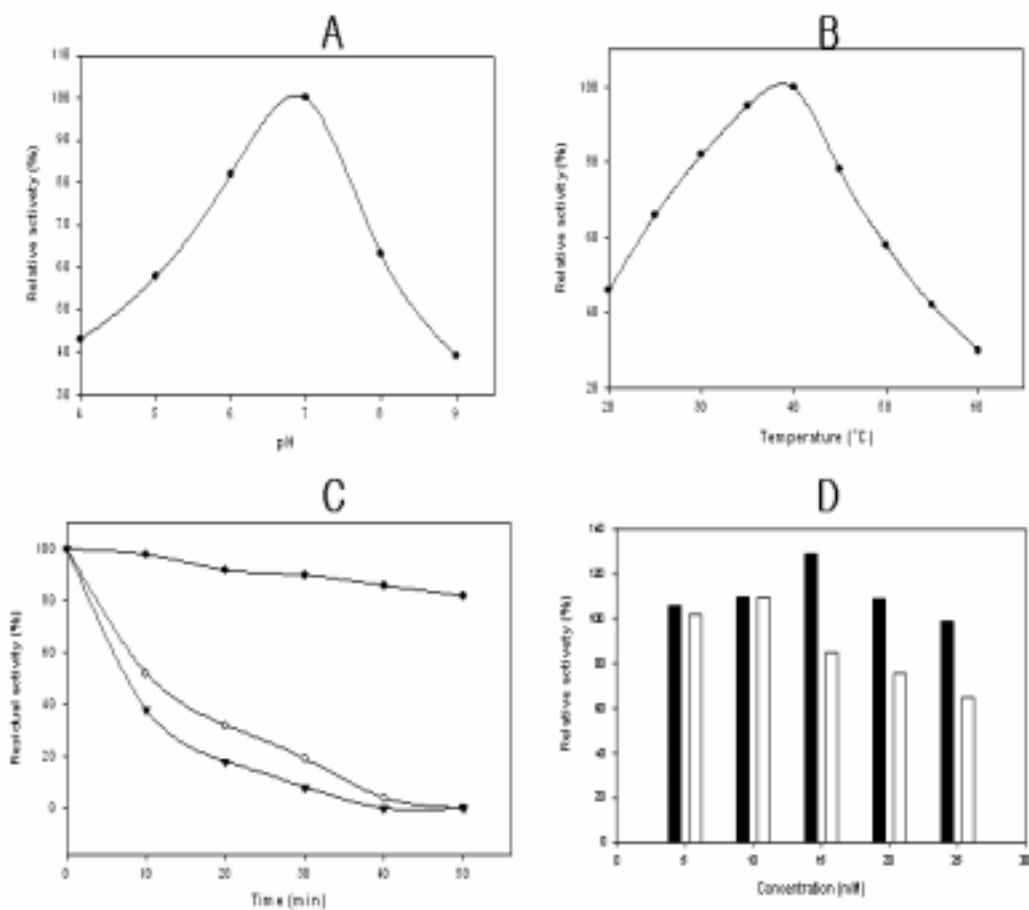 A
110
100
90
80
70
60
50
40
30
Relative activety (%)
4 5 6 7 8 9
pH
B
100
80
60
40
20
Relative activity (%)
20 30 40 50 60
Temperature (°C)
C
100
80
60
40
20
0
Residual activity (%)
0 10 20 30 40 50
Time (min)
D
140
120
100
80
60
40
20
0
Relative activity (%)
0 5 10 15 20 25 30
Concentration (mM)